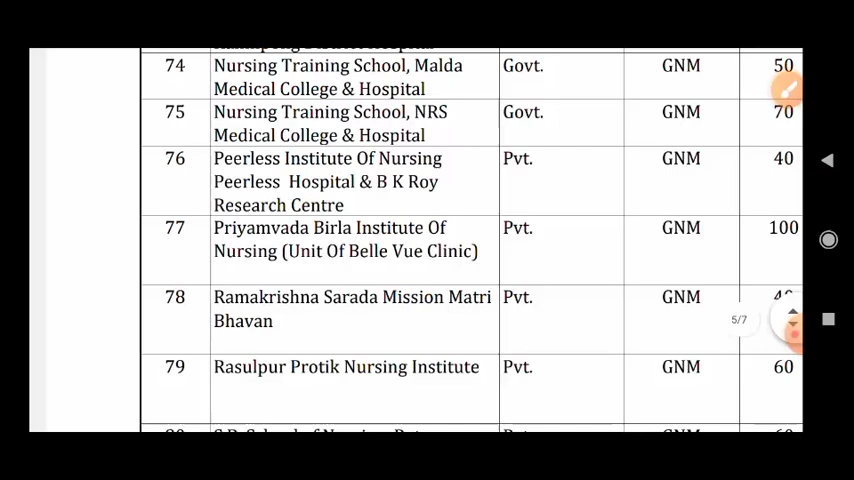 74 Nursing Training School, Malda Govt. GNM 50
Medical College & Hospital
75 Nursing Training School, NRS Govt. GNM 70
Medical College & Hospital
76 Peerless Institute Of Nursing Pvt. GNM 40
Peerless Hospital & B K Roy
Research Centre
77 Priyamvada Birla Institute Of Pvt. GNM 100
Nursing (Unit Of Belle Vue Clinic)
78 Ramakrishna Sarada Mission Matri Pvt. GNM
Bhavan
5/7
79 Rasulpur Protik Nursing Institute Pvt. GNM 60